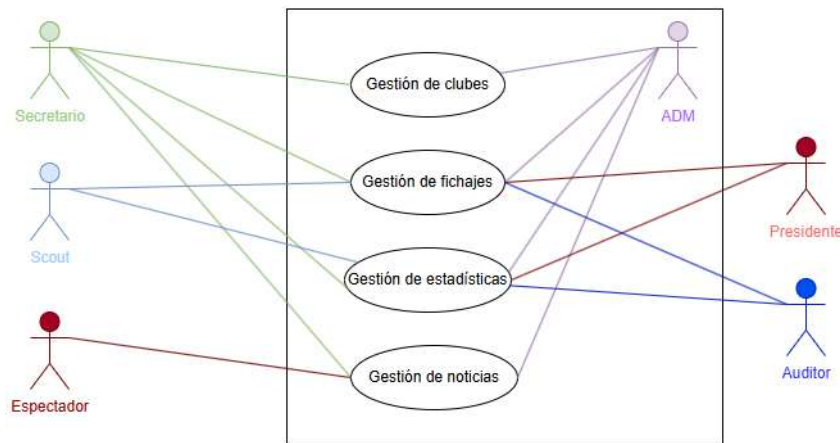 Secretario
Gestión de clubes
ADM
Gestión de fichajes
Presidente
Scout
Gestión de estadísticas
Gestión de noticias
Auditor
Espectador